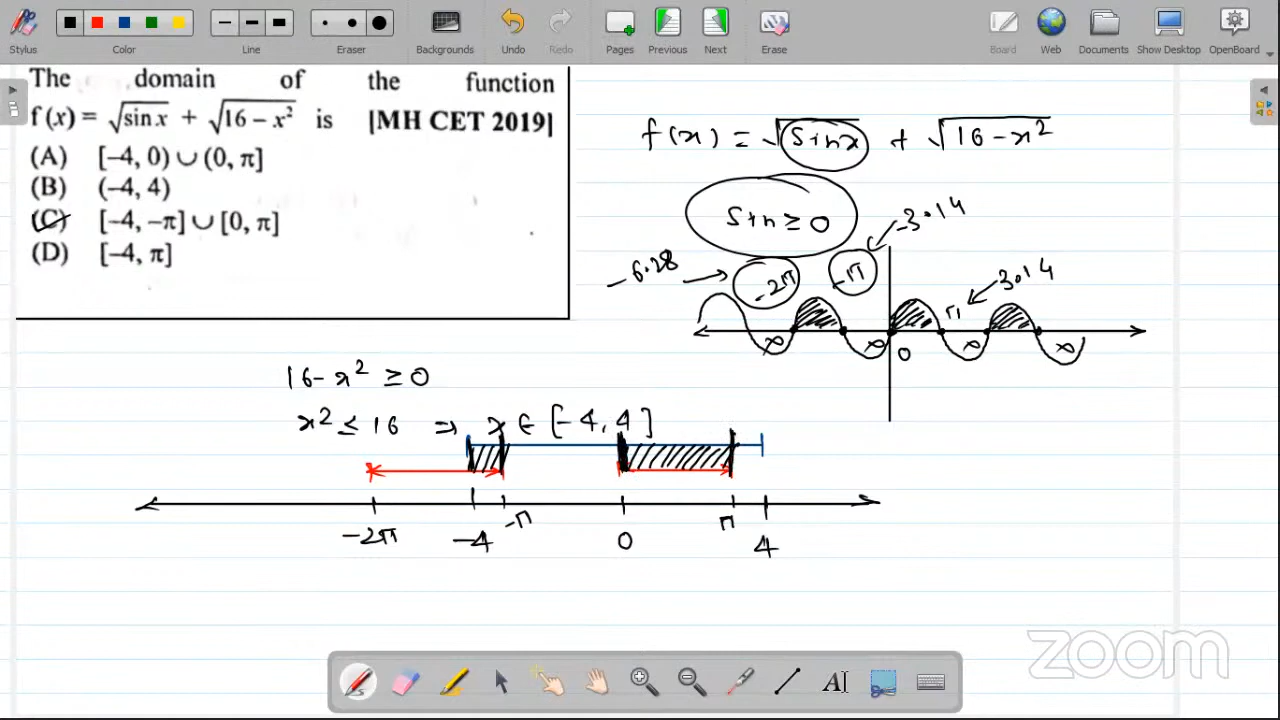 Stylus Color Line Eraser Backgrounds Undo Redo Pages Previous Next Erase Board Web Documents Show Desktop OpenBoard
The domain of the function
f(x) = √sin x + √16 − x² is [MH CET 2019]
(A) [−4, 0) ∪ (0, π]
(B) (−4, 4)
(C) [−4, −π] ∪ [0, π]
(D) [−4, π]
f(x) = √sinx + √16-x²
Sin ≥ 0
-3.14
-6.28
-2π
-π
π
3.14
0
16-x² ≥ 0
x² ≤ 16 ⇒ x ∈ [-4, 4]
-2π -4 -π 0 π 4
zoom